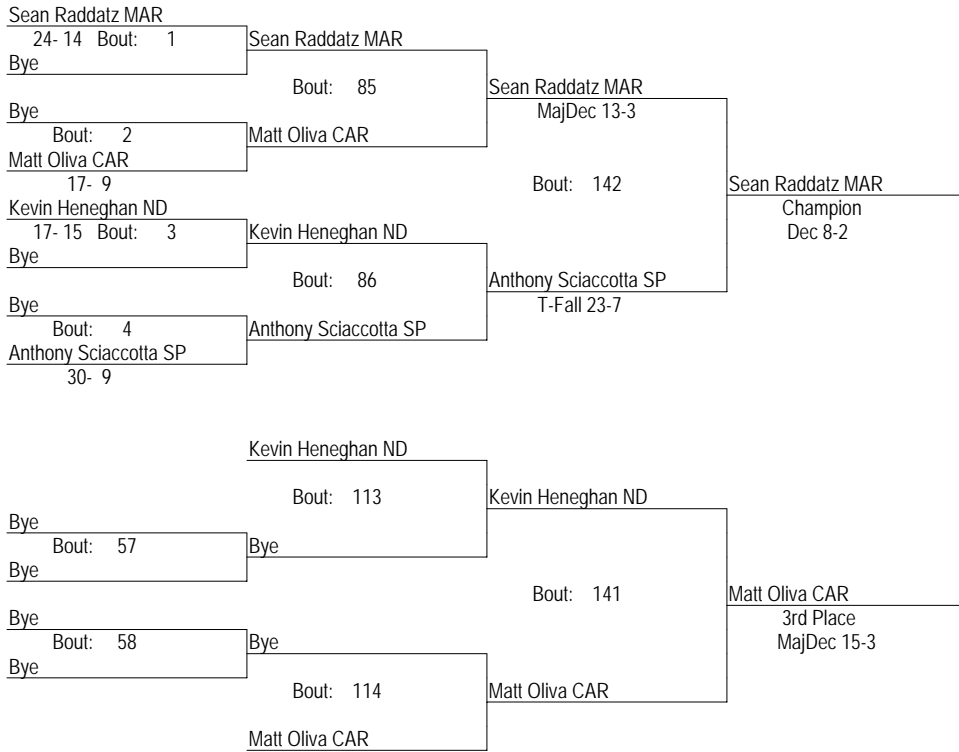 Sean Raddatz MAR
24- 14 Bout: 1
Sean Raddatz MAR
Bye
Bout: 85
Sean Raddatz MAR
Bye
MajDec 13-3
Bout: 2
Matt Oliva CAR
Matt Oliva CAR
17- 9
Bout: 142
Sean Raddatz MAR
Kevin Heneghan ND
Champion
17- 15 Bout: 3
Kevin Heneghan ND
Dec 8-2
Bye
Bout: 86
Anthony Sciaccotta SP
Bye
T-Fall 23-7
Bout: 4
Anthony Sciaccotta SP
Anthony Sciaccotta SP
30- 9
Kevin Heneghan ND
Bout: 113
Kevin Heneghan ND
Bye
Bout: 57
Bye
Bye
Bout: 141
Matt Oliva CAR
Bye
3rd Place
Bout: 58
Bye
MajDec 15-3
Bye
Bout: 114
Matt Oliva CAR
Matt Oliva CAR